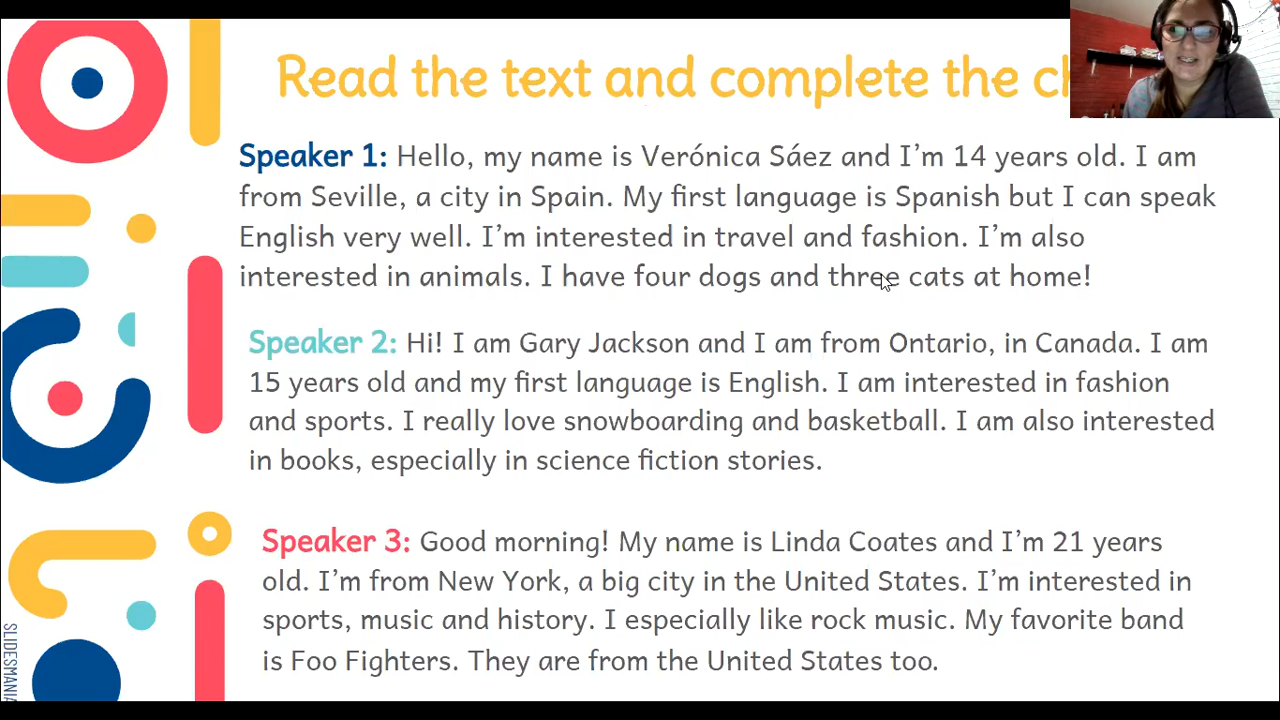 Read the text and complete the
Speaker 1: Hello, my name is Verónica Sáez and I'm 14 years old. I am
from Seville, a city in Spain. My first language is Spanish but I can speak
English very well. I'm interested in travel and fashion. I'm also
interested in animals. I have four dogs and three cats at home!
Speaker 2: Hi! I am Gary Jackson and I am from Ontario, in Canada. I am
15 years old and my first language is English. I am interested in fashion
and sports. I really love snowboarding and basketball. I am also interested
in books, especially in science fiction stories.
Speaker 3: Good morning! My name is Linda Coates and I'm 21 years
old. I'm from New York, a big city in the United States. I'm interested in
sports, music and history. I especially like rock music. My favorite band
is Foo Fighters. They are from the United States too.
SLIDESMANIA